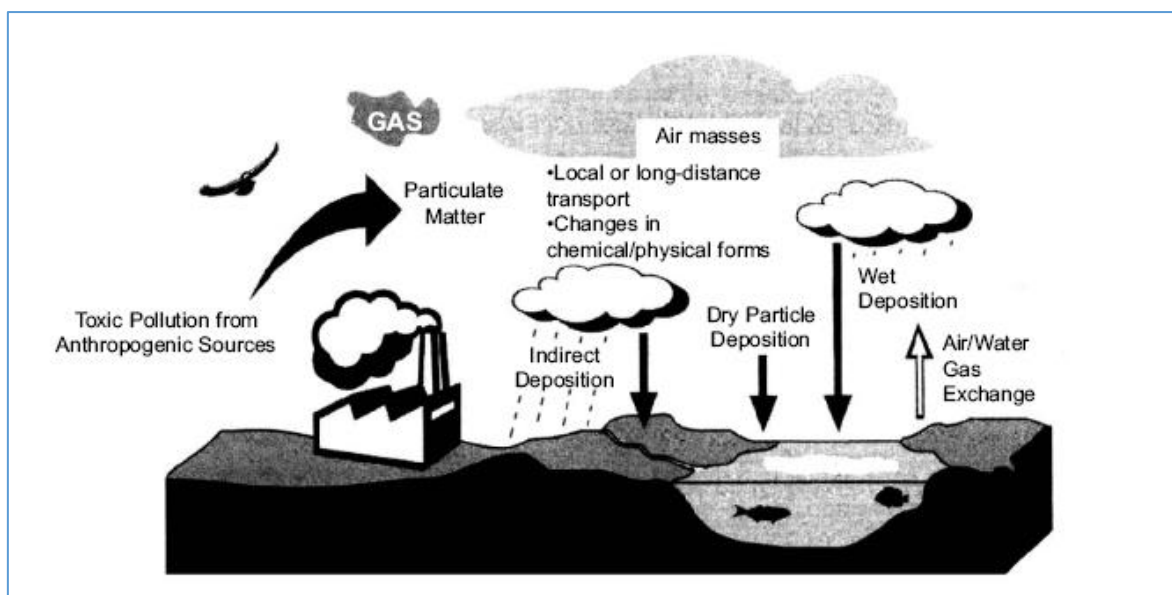 GAS
Air masses
•Local or long-distance
transport
•Changes in
chemical/physical forms
Particulate
Matter
Toxic Pollution from
Anthropogenic Sources
Indirect
Deposition
Dry Particle
Deposition
Wet
Deposition
Air/Water
Gas
Exchange